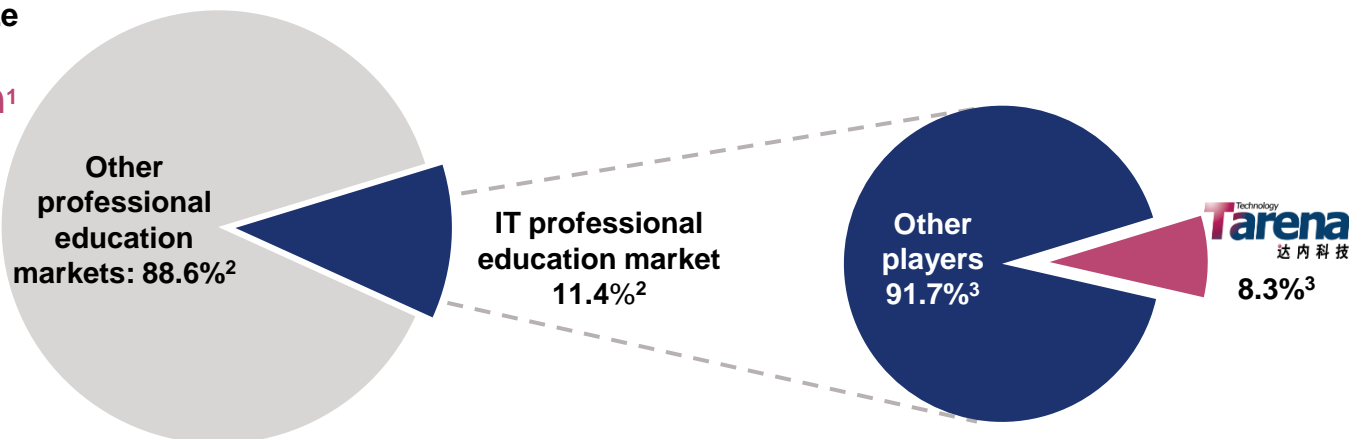 Other
professional
education
markets: 88.6%²
IT professional
education market
11.4%²
Other
players
91.7%³
Technology
Tarena
达内科技
8.3%³